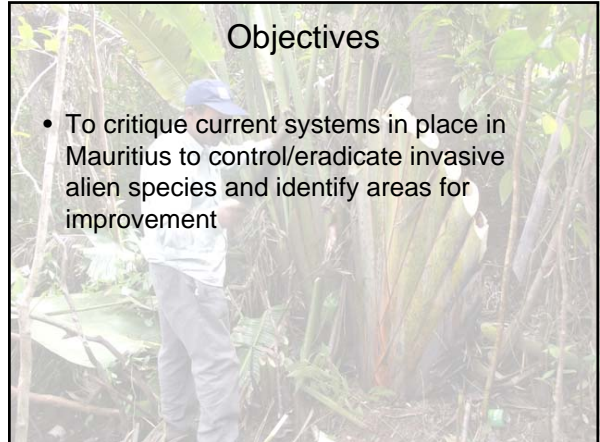 Objectives
• To critique current systems in place in
Mauritius to control/eradicate invasive
alien species and identify areas for
improvement